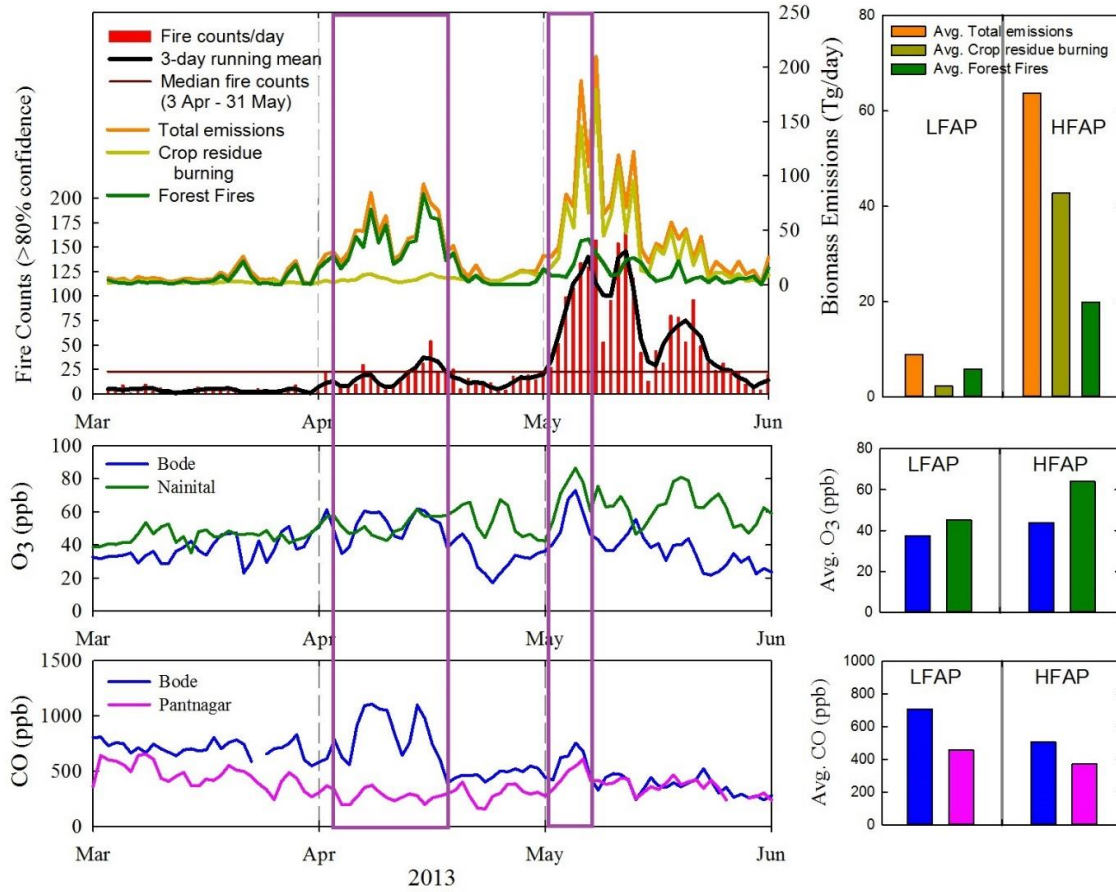 Fire Counts (>80% confidence)
Fire counts/day
3-day running mean
Median fire counts
(3 Apr - 31 May)
Total emissions
Crop residue
burning
Forest Fires
200
175
150
125
100
75
50
25
0
250
200
150
100
50
0
Biomass Emissions (Tg/day)
Mar
Apr
May
Jun
80
60
40
20
0
Avg. Total emissions
Avg. Crop residue burning
Avg. Forest Fires
LFAP
HFAP
O3 (ppb)
100
80
60
40
20
0
Bode
Nainital
Mar
Apr
May
Jun
Avg. O3 (ppb)
80
60
40
20
0
LFAP
HFAP
CO (ppb)
1500
1000
500
0
Bode
Pantnagar
Mar
Apr
May
Jun
2013
Avg. CO (ppb)
1000
800
600
400
200
0
LFAP
HFAP